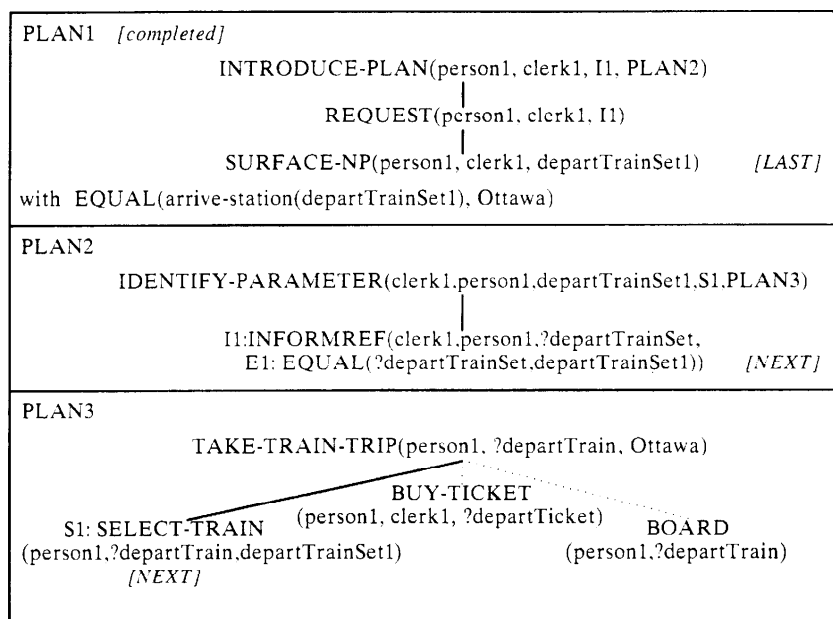 PLAN1 [completed]
INTRODUCE-PLAN(person1, clerk1, I1, PLAN2)
REQUEST(person1, clerk1, I1)
SURFACE-NP(person1, clerk1, departTrainSet1) [LAST]
with EQUAL(arrive-station(departTrainSet1), Ottawa)
PLAN2
IDENTIFY-PARAMETER(clerk1,person1,departTrainSet1,S1,PLAN3)
I1:INFORMREF(clerk1,person1,?departTrainSet,
E1: EQUAL(?departTrainSet,departTrainSet1)) [NEXT]
PLAN3
TAKE-TRAIN-TRIP(person1, ?departTrain, Ottawa)
BUY-TICKET
(person1, clerk1, ?departTicket)
S1: SELECT-TRAIN
(person1,?departTrain,departTrainSet1)
[NEXT]
BOARD
(person1,?departTrain)